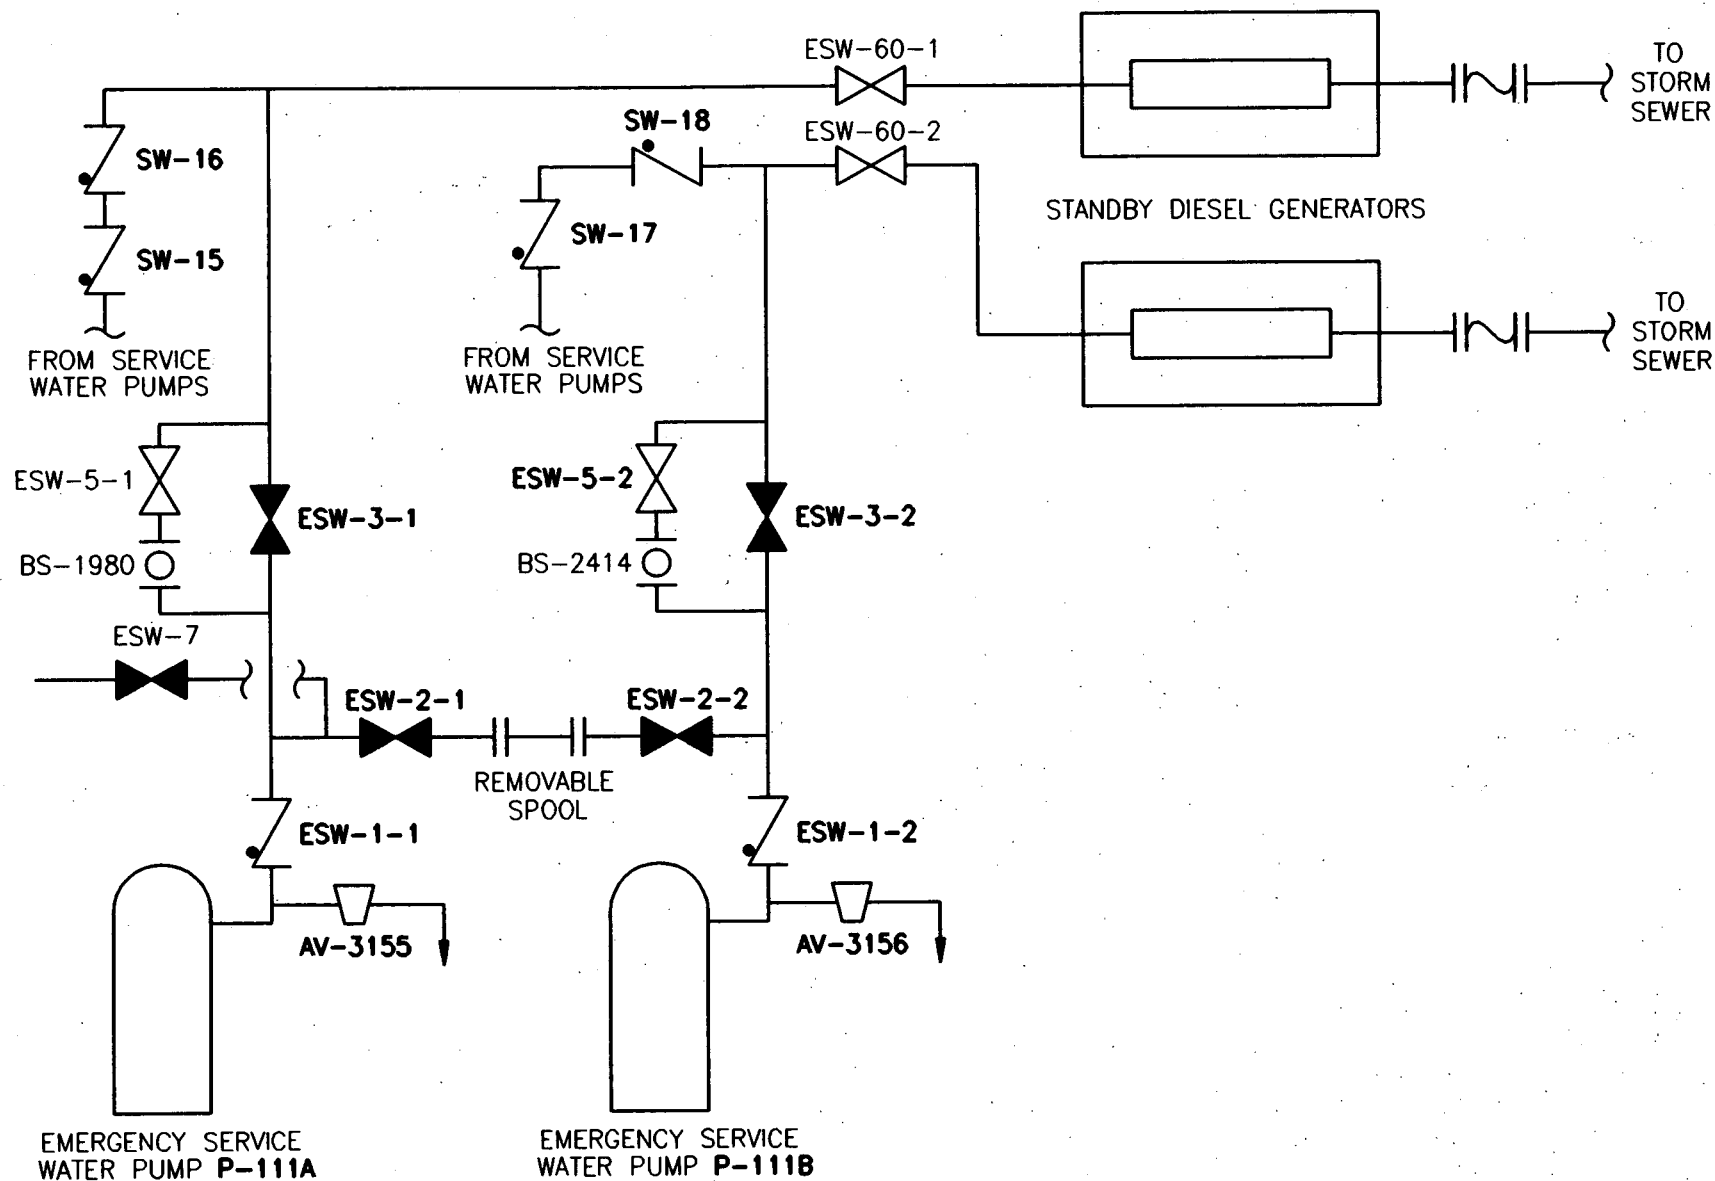 ESW-60-1
TO
STORM
SEWER
SW-18
ESW-60-2
SW-16
STANDBY DIESEL GENERATORS
SW-17
SW-15
TO
STORM
SEWER
FROM SERVICE
WATER PUMPS
FROM SERVICE
WATER PUMPS
ESW-5-1
ESW-3-1
ESW-5-2
ESW-3-2
BS-1980
BS-2414
ESW-7
ESW-2-1
ESW-2-2
REMOVABLE
SPOOL
ESW-1-1
ESW-1-2
AV-3155
AV-3156
EMERGENCY SERVICE
WATER PUMP P-111A
EMERGENCY SERVICE
WATER PUMP P-111B